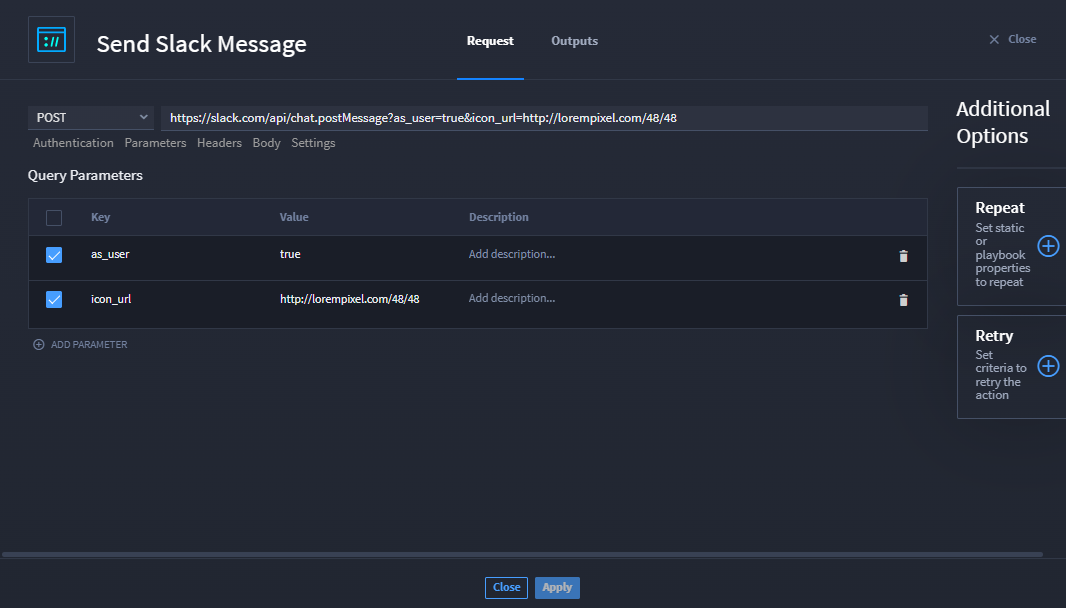 ://
Send Slack Message
Request Outputs
Close
POST
https://slack.com/api/chat.postMessage?as_user=true&icon_url=http://lorempixel.com/48/48
Authentication Parameters Headers Body Settings
Query Parameters
Key Value Description
as_user true Add description...
icon_url http://lorempixel.com/48/48 Add description...
ADD PARAMETER
Additional
Options
Repeat
Set static
or
playbook
properties
to repeat
Retry
Set
criteria to
retry the
action
Close Apply